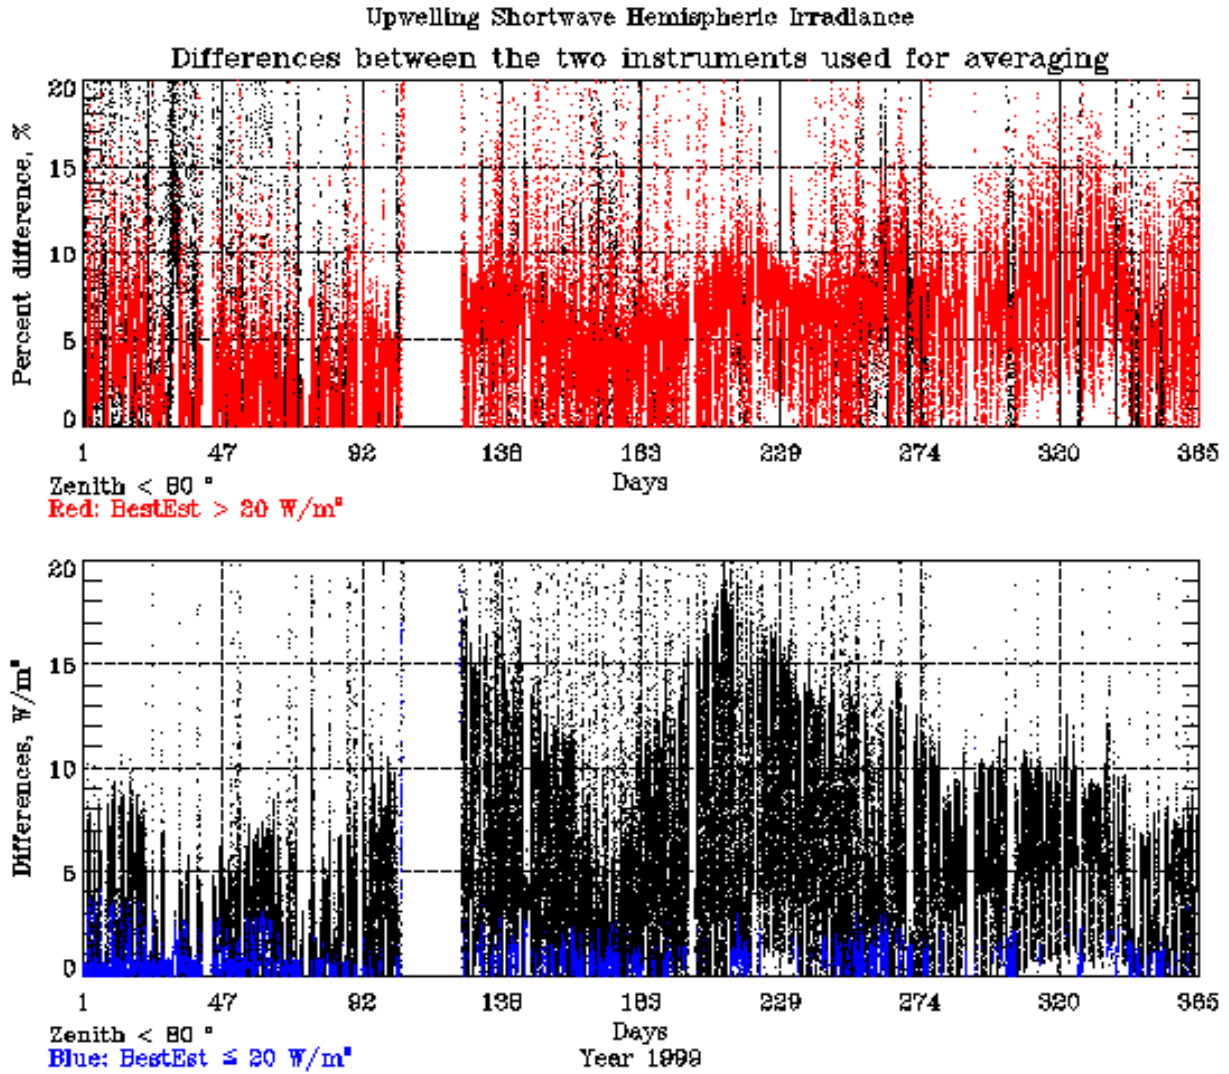 Upwelling Shortwave Hemispheric Irradiance
Differences between the two instruments used for averaging
Percent difference, %
20
15
10
5
0
1 47 92 138 183 229 274 320 365
Days
Zenith < 80 °
Red: BestEst > 20 W/m²
Differences, W/m²
20
15
10
5
0
1 47 92 138 183 229 274 320 365
Days
Zenith < 80 °
Blue: BestEst ≤ 20 W/m²
Year 1999